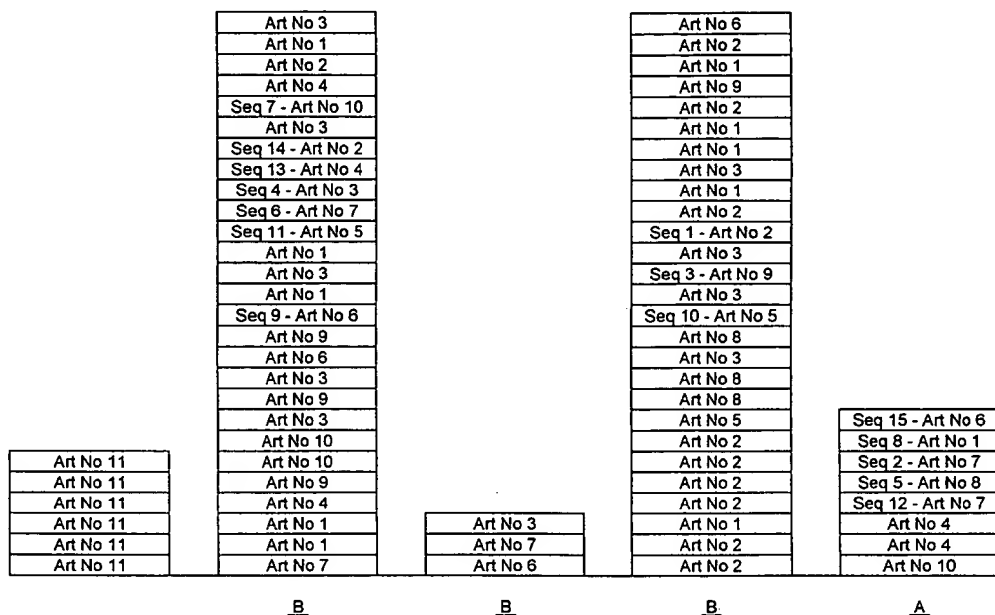 Art No 11
Art No 11
Art No 11
Art No 11
Art No 11
Art No 11
Art No 3
Art No 1
Art No 2
Art No 4
Seq 7 - Art No 10
Art No 3
Seq 14 - Art No 2
Seq 13 - Art No 4
Seq 4 - Art No 3
Seq 6 - Art No 7
Seq 11 - Art No 5
Art No 1
Art No 3
Art No 1
Seq 9 - Art No 6
Art No 9
Art No 6
Art No 3
Art No 9
Art No 3
Art No 10
Art No 10
Art No 9
Art No 4
Art No 1
Art No 1
Art No 7
B
Art No 3
Art No 7
Art No 6
B
Art No 6
Art No 2
Art No 1
Art No 9
Art No 2
Art No 1
Art No 1
Art No 3
Art No 1
Art No 2
Seq 1 - Art No 2
Art No 3
Seq 3 - Art No 9
Art No 3
Seq 10 - Art No 5
Art No 8
Art No 3
Art No 8
Art No 8
Art No 5
Art No 2
Art No 2
Art No 2
Art No 2
Art No 1
Art No 2
Art No 2
B
Seq 15 - Art No 6
Seq 8 - Art No 1
Seq 2 - Art No 7
Seq 5 - Art No 8
Seq 12 - Art No 7
Art No 4
Art No 4
Art No 10
A